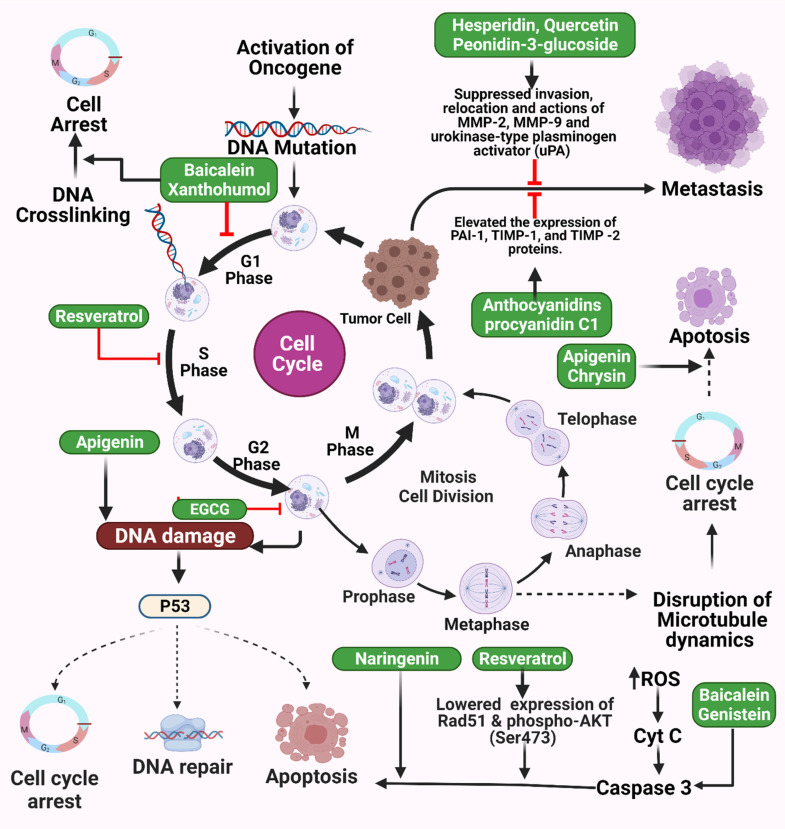 Hesperidin, Quercetin
Peonidin-3-glucoside
G₁
M
S
G₂
Cell
Arrest
Activation of
Oncogene
Suppressed invasion,
relocation and actions of
MMP-2, MMP-9 and
urokinase-type plasminogen
activator (uPA)
DNA Mutation
Baicalein
Xanthohumol
DNA
Crosslinking
Metastasis
Elevated the expression of
PAI-1, TIMP-1, and TIMP -2
proteins.
G1
Phase
Tumor Cell
Anthocyanidins
procyanidin C1
Resveratrol
S
Phase
Cell
Cycle
Apotosis
Apigenin
Chrysin
Telophase
G₁
M
S
G₂
Cell cycle
arrest
Apigenin
G2
Phase
M
Phase
Mitosis
Cell Division
EGCG
DNA damage
Anaphase
Prophase
P53
Metaphase
Disruption of
Microtubule
dynamics
Naringenin
Resveratrol
ROS
Baicalein
Genistein
Lowered expression of
Rad51 & phospho-AKT
(Ser473)
Cyt C
G₁
M
S
G₂
Cell cycle
arrest
DNA repair
Apoptosis
Caspase 3